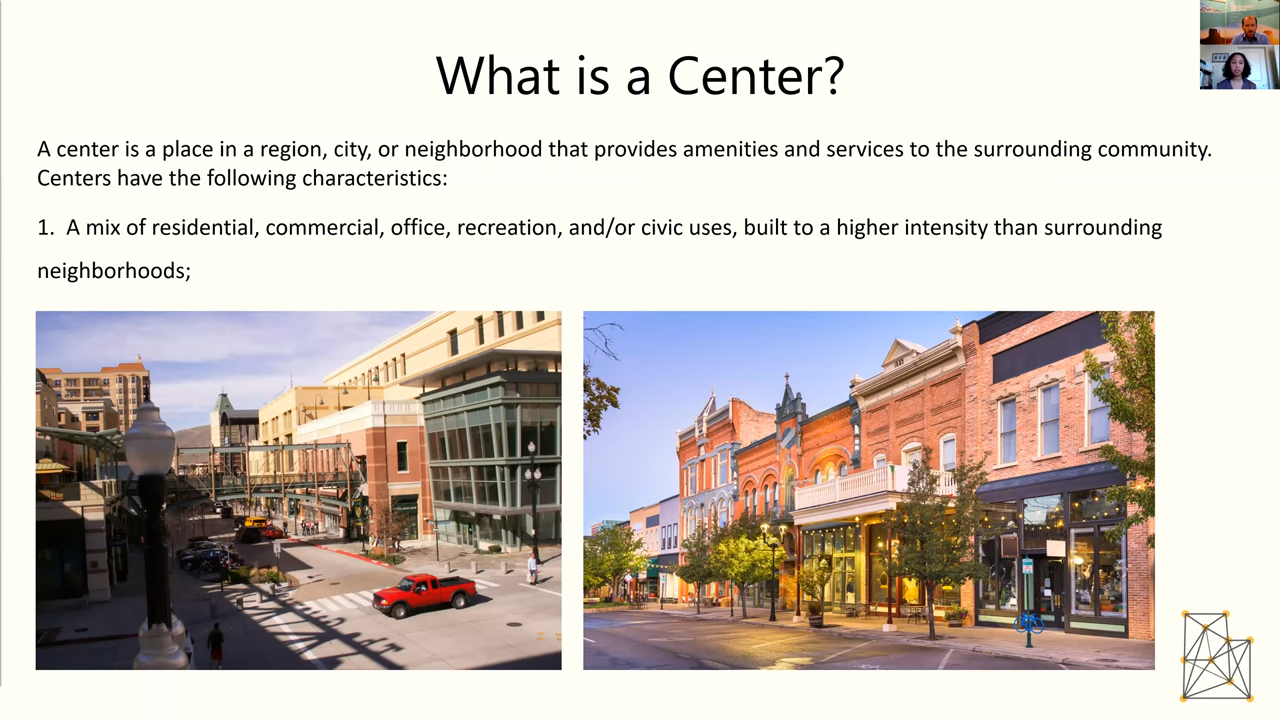 What is a Center?
A center is a place in a region, city, or neighborhood that provides amenities and services to the surrounding community.
Centers have the following characteristics:
1. A mix of residential, commercial, office, recreation, and/or civic uses, built to a higher intensity than surrounding
neighborhoods;